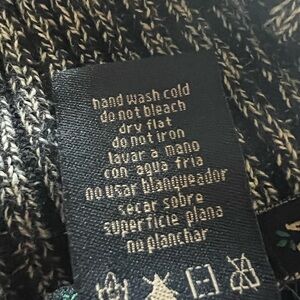 hand wash cold
do not bleach
dry flat
do not iron
lavar a mano
con agua fria
no usar blanqueador
secar sobre
superficie plana
no planchar